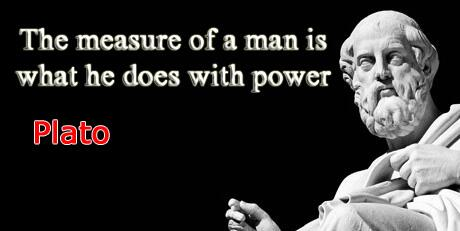 The measure of a man is
what he does with power
Plato